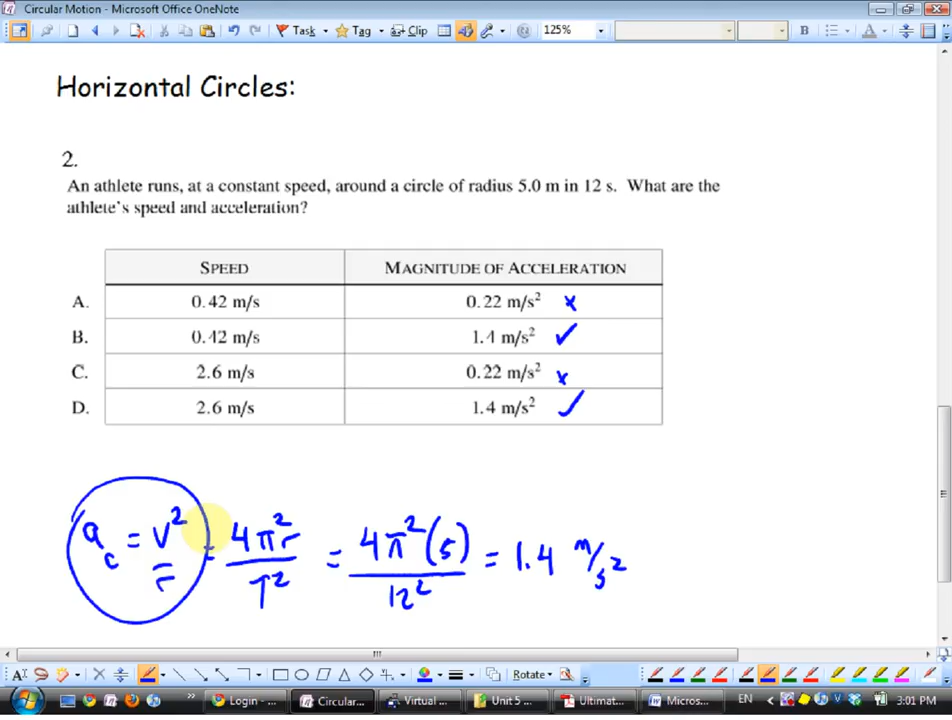 Circular Motion - Microsoft Office OneNote
Task Tag Clip 125% B A
Horizontal Circles:
2.
An athlete runs, at a constant speed, around a circle of radius 5.0 m in 12 s. What are the
athlete's speed and acceleration?
SPEED MAGNITUDE OF ACCELERATION
A. 0.42 m/s 0.22 m/s² ×
B. 0.42 m/s 1.4 m/s² ✓
C. 2.6 m/s 0.22 m/s² ×
D. 2.6 m/s 1.4 m/s² ✓
a_c = v²/r = 4π²r/T² = 4π²(5)/12² = 1.4 m/s²
Rotate
Login - ... Circular... Virtual ... Unit 5 ... Ultimat... Micros... EN 3:01 PM